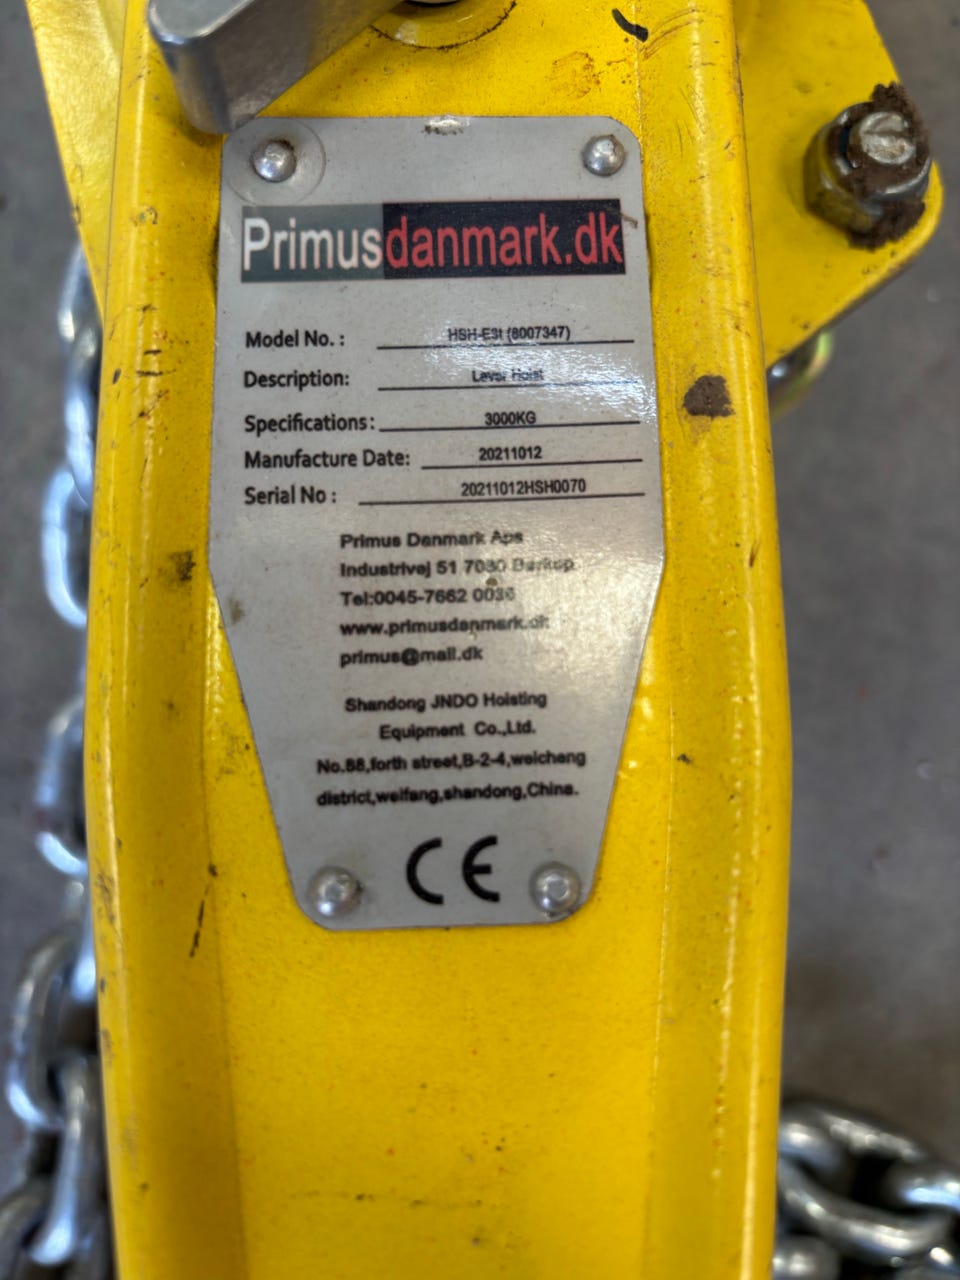 Primusdanmark.dk
Model No. : HSH-E3t (8007347)
Description: Lever Hoist
Specifications: 3000KG
Manufacture Date: 20211012
Serial No : 20211012HSH0070
Primus Danmark Aps
Industrivej 51 7080 Børkop
Tel:0045-7662 0036
www.primusdanmark.dk
primus@mail.dk
Shandong JNDO Hoisting
Equipment Co.,Ltd.
No.88,forth street,B-2-4,weicheng
district,weifang,shandong,China.
CE